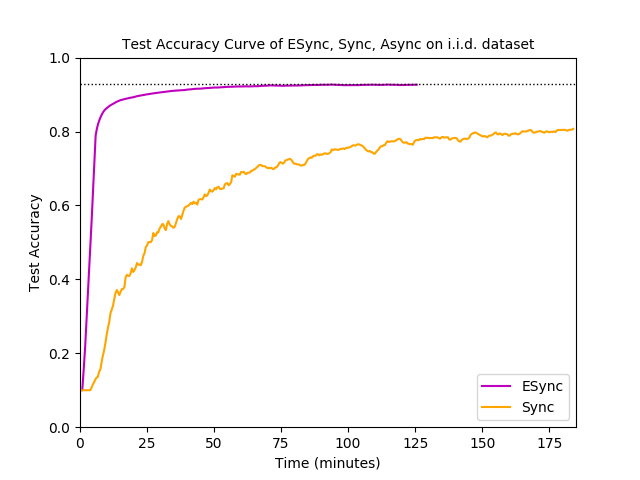 Test Accuracy Curve of ESync, Sync, Async on i.i.d. dataset
1.0
0.8
0.6
0.4
0.2
0.0
Test Accuracy
0 25 50 75 100 125 150 175
Time (minutes)
ESync
Sync